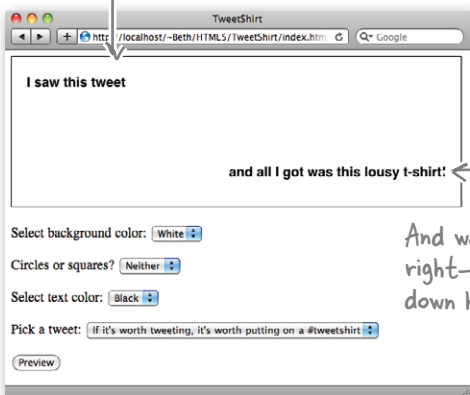 TweetShirt
http://localhost/~Beth/HTML5/TweetShirt/index.htm
Google
I saw this tweet
and all I got was this lousy t-shirt!
Select background color: White
And w
Circles or squares? Neither
right—
down h
Select text color: Black
Pick a tweet: If it's worth tweeting, it's worth putting on a #tweetshirt
Preview